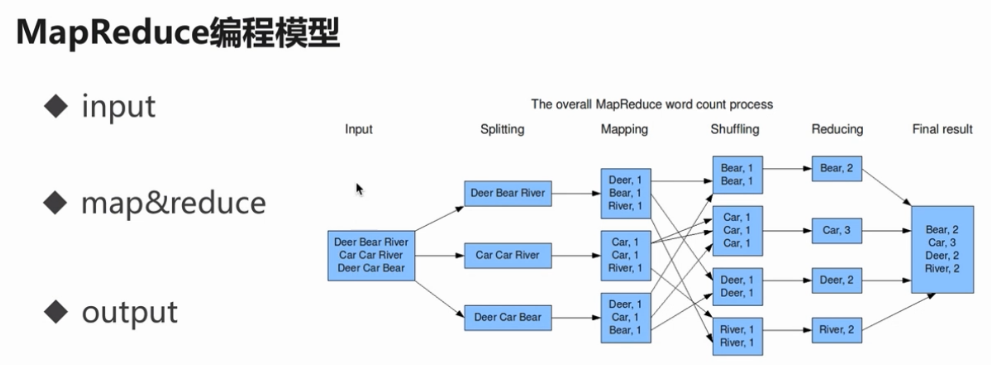 MapReduce编程模型
◆ input
◆ map&reduce
◆ output
The overall MapReduce word count process
Input
Splitting
Mapping
Shuffling
Reducing
Final result
Deer Bear River
Car Car River
Deer Car Bear
Deer Bear River
Car Car River
Deer Car Bear
Deer, 1
Bear, 1
River, 1
Car, 1
Car, 1
River, 1
Deer, 1
Car, 1
Bear, 1
Bear, 1
Bear, 1
Car, 1
Car, 1
Car, 1
Deer, 1
Deer, 1
River, 1
River, 1
Bear, 2
Car, 3
Deer, 2
River, 2
Bear, 2
Car, 3
Deer, 2
River, 2